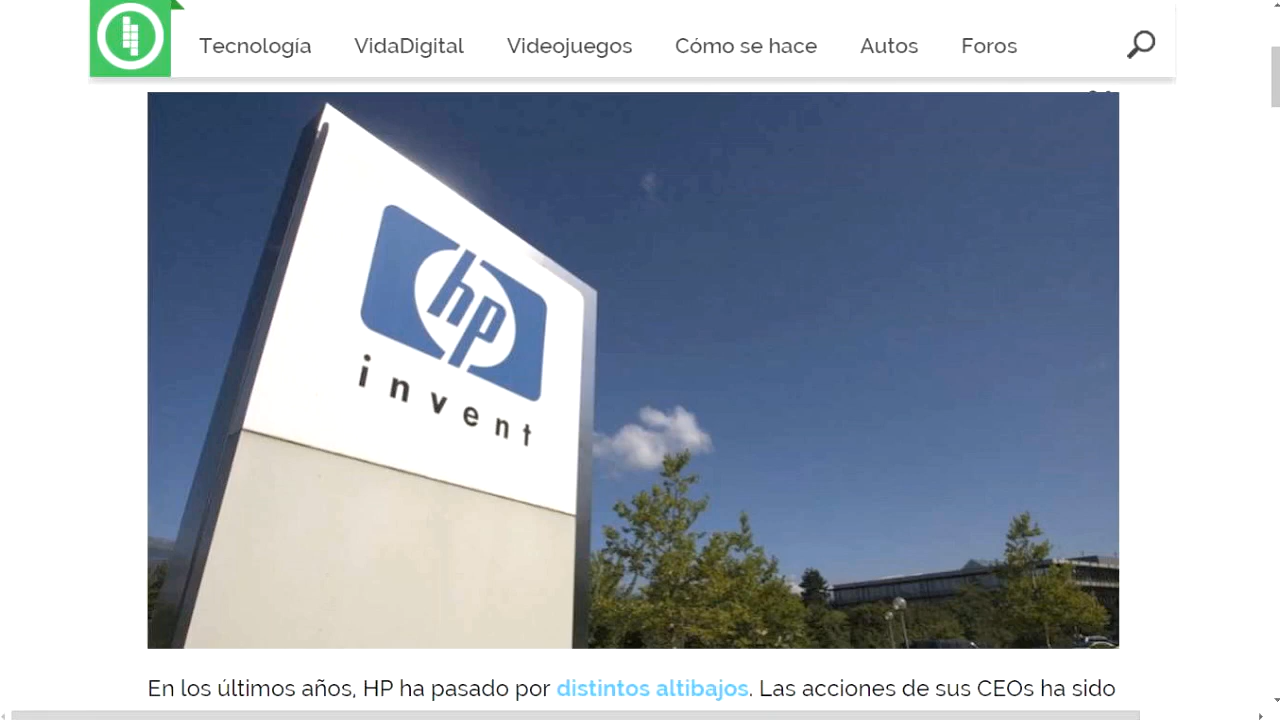 Tecnología VidaDigital Videojuegos Cómo se hace Autos Foros
hp
invent
En los últimos años, HP ha pasado por distintos altibajos. Las acciones de sus CEOs ha sido